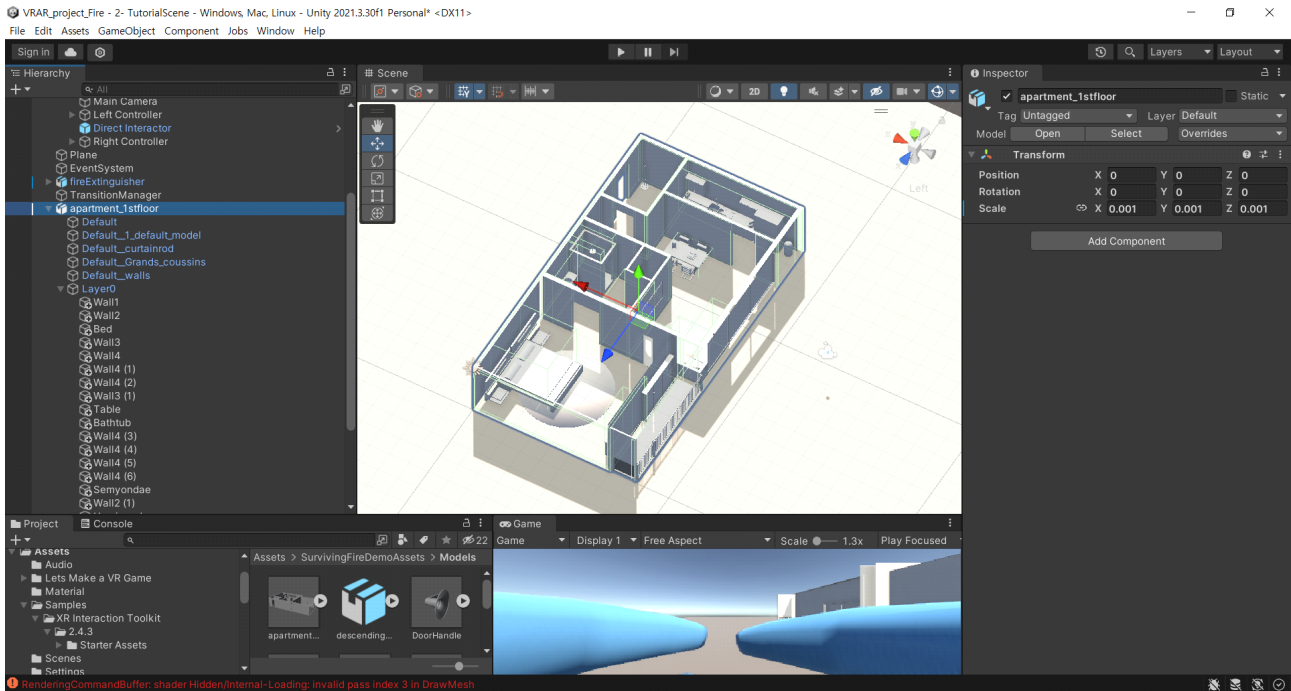 VRAR_project_Fire - 2- TutorialScene - Windows, Mac, Linux - Unity 2021.3.30f1 Personal* <DX11>
File Edit Assets GameObject Component Jobs Window Help
Sign in
Layers
Layout
Hierarchy
All
Main Camera
Left Controller
Direct Interactor
Right Controller
Plane
EventSystem
fireExtinguisher
TransitionManager
apartment_1stfloor
Default
Default__1_default_model
Default__curtainrod
Default__Grands_coussins
Default__walls
Layer0
Wall1
Wall2
Bed
Wall3
Wall4
Wall4 (1)
Wall4 (2)
Wall3 (1)
Table
Bathtub
Wall4 (3)
Wall4 (4)
Wall4 (5)
Wall4 (6)
Semyondae
Wall2 (1)
Scene
2D
Left
Inspector
apartment_1stfloor
Static
Tag Untagged Layer Default
Model Open Select Overrides
Transform
Position X 0 Y 0 Z 0
Rotation X 0 Y 0 Z 0
Scale X 0.001 Y 0.001 Z 0.001
Add Component
Project Console
22
Assets
Audio
Lets Make a VR Game
Material
Samples
XR Interaction Toolkit
2.4.3
Starter Assets
Scenes
Settings
Assets > SurvivingFireDemoAssets > Models
apartment... descending... DoorHandle
Game
Game Display 1 Free Aspect Scale 1.3x Play Focused
RenderingCommandBuffer: shader Hidden/Internal-Loading: invalid pass index 3 in DrawMesh